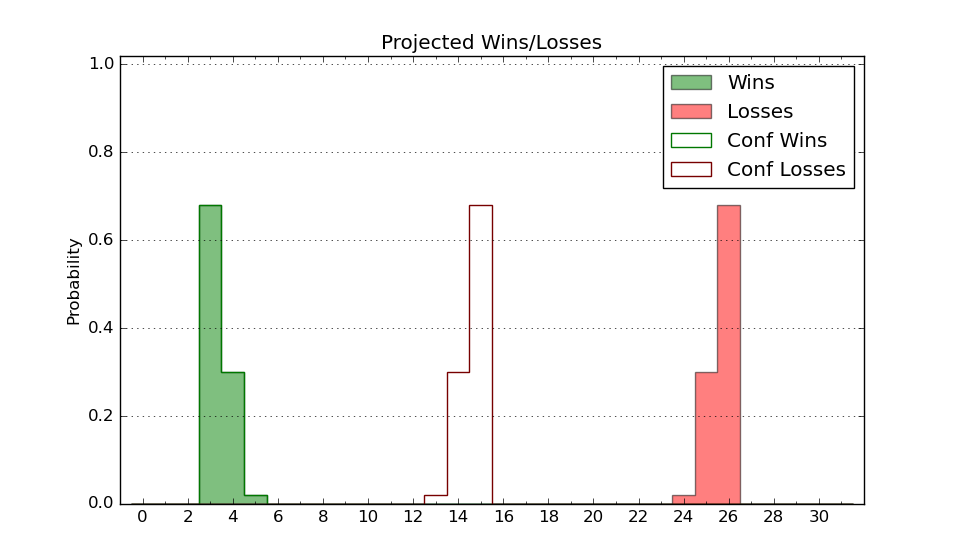 Projected Wins/Losses
1.0
0.8
0.6
0.4
0.2
0.0
Probability
Wins
Losses
Conf Wins
Conf Losses
0 2 4 6 8 10 12 14 16 18 20 22 24 26 28 30